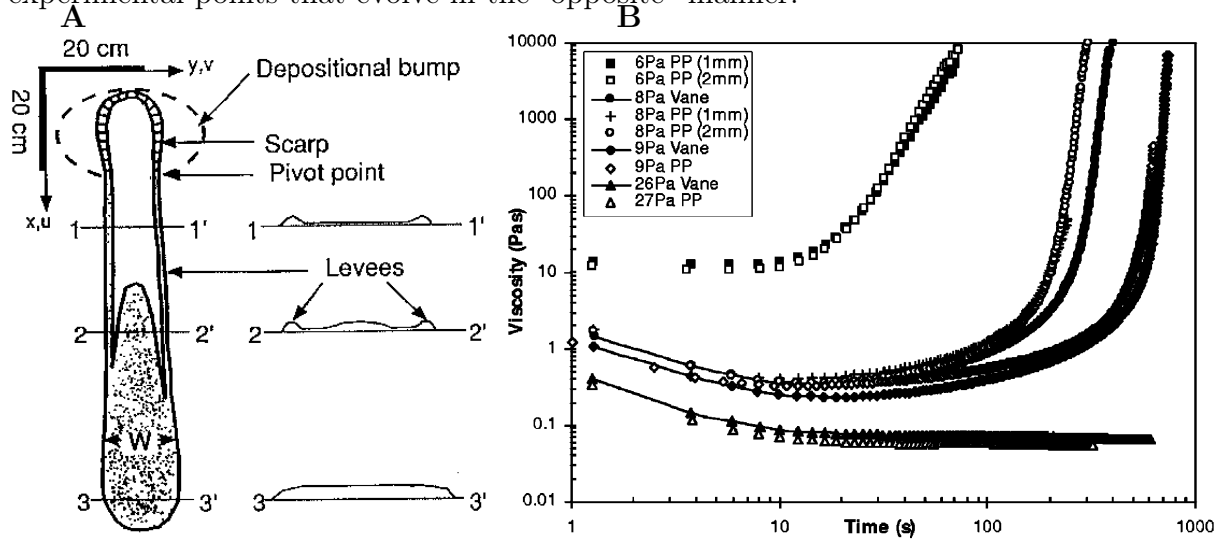 experimental points that evolve in the "opposite" manner.
A
B
20 cm
y,v
20 cm
x,u
Depositional bump
Scarp
Pivot point
1 1' 1 1'
Levees
2 2' 2 2'
W
3 3' 3 3'
Viscosity (Pas)
10000
1000
100
10
1
0.1
0.01
6Pa PP (1mm)
6Pa PP (2mm)
8Pa Vane
8Pa PP (1mm)
8Pa PP (2mm)
9Pa Vane
9Pa PP
26Pa Vane
27Pa PP
1 10 100 1000
Time (s)